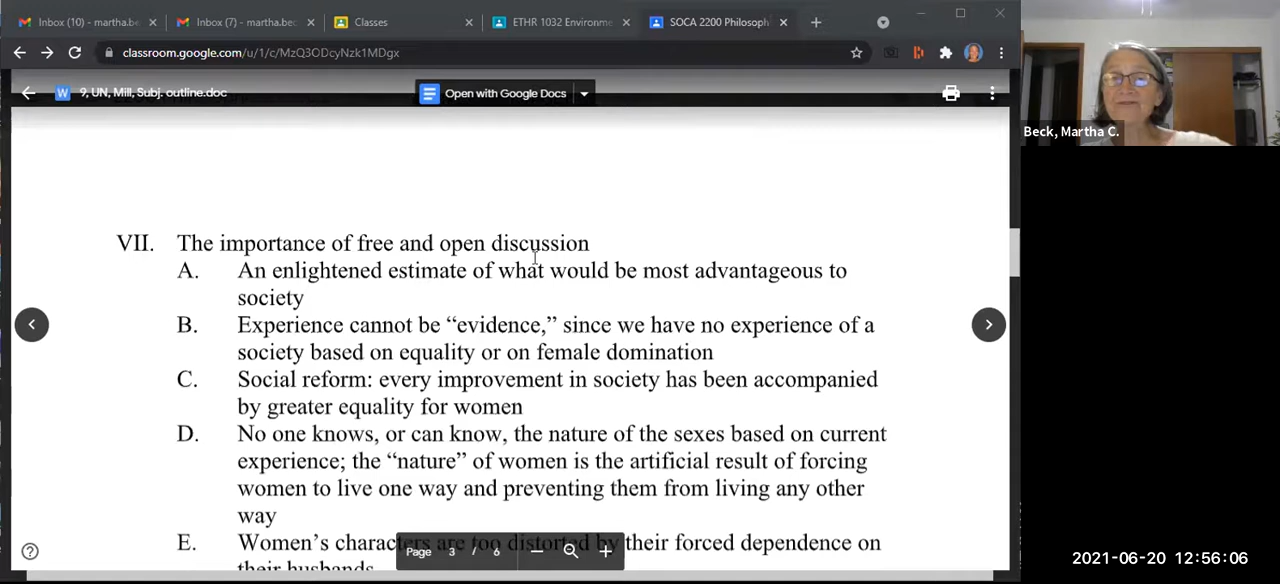 Inbox (10) - martha.be
Inbox (7) - martha.bec
Classes
ETHR 1032 Environme
SOCA 2200 Philosoph
classroom.google.com/u/1/c/MzQ3ODcyNzk1MDgx
W 9, UN, Mill, Subj. outline.doc
Open with Google Docs
Beck, Martha C.
VII. The importance of free and open discussion
A. An enlightened estimate of what would be most advantageous to
society
B. Experience cannot be “evidence,” since we have no experience of a
society based on equality or on female domination
C. Social reform: every improvement in society has been accompanied
by greater equality for women
D. No one knows, or can know, the nature of the sexes based on current
experience; the “nature” of women is the artificial result of forcing
women to live one way and preventing them from living any other
way
E. Women’s characters are too distorted by their forced dependence on
their husbands
Page 3 / 6
2021-06-20 12:56:06